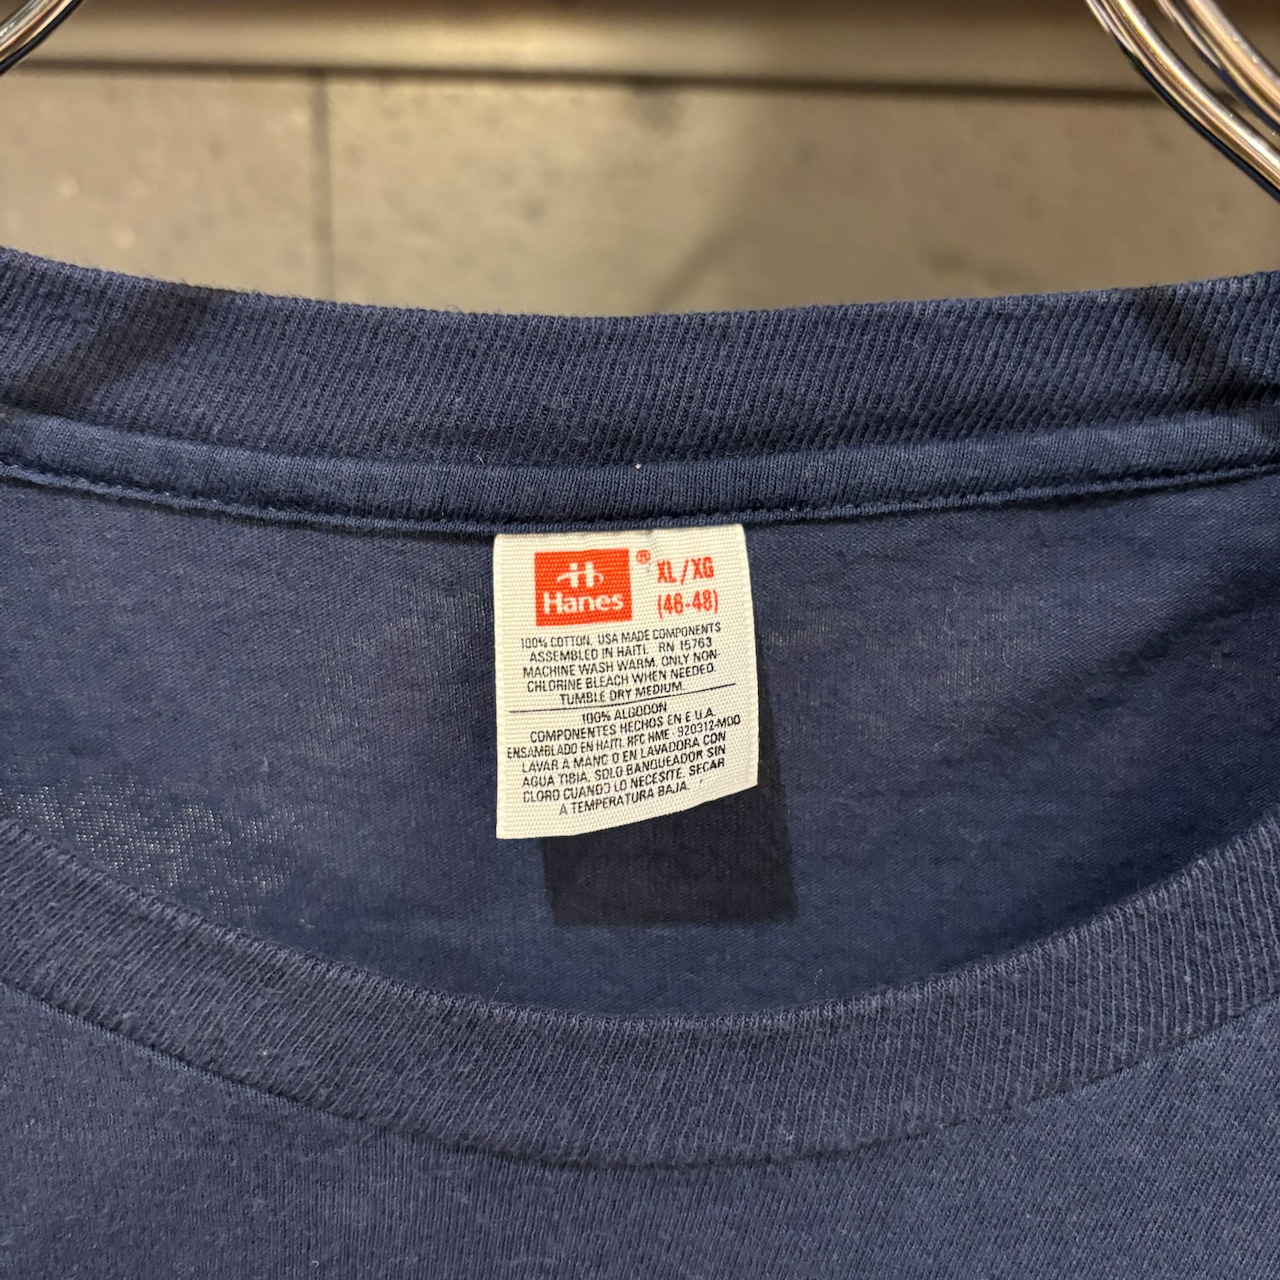 Hanes ®
XL/XG
(46-48)
100% COTTON, USA MADE COMPONENTS
ASSEMBLED IN HAITI. RN 15763
MACHINE WASH WARM, ONLY NON-
CHLORINE BLEACH WHEN NEEDED.
TUMBLE DRY MEDIUM.
100% ALGODON
COMPONENTES HECHOS EN E.U.A.
ENSAMBLADO EN HAITI. RFC HME - 920312-MD0
LAVAR A MANO O EN LAVADORA CON
AGUA TIBIA. SOLO BANQUEADOR SIN
CLORO CUANDO LO NECESITE. SECAR
A TEMPERATURA BAJA.